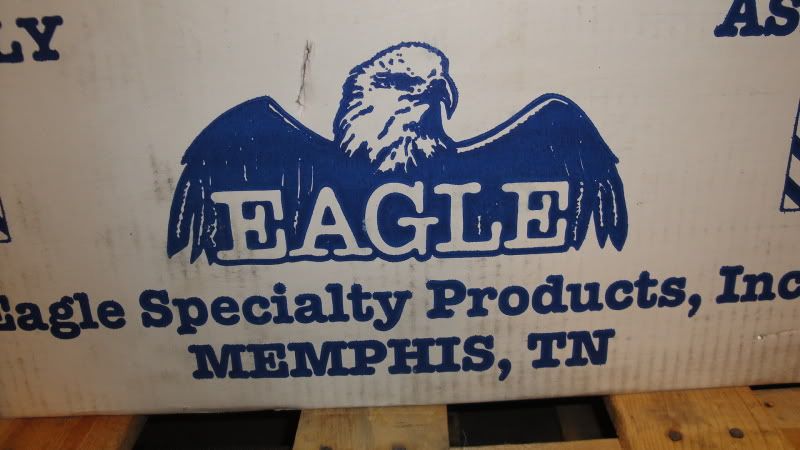 LY
AS
EAGLE
Eagle Specialty Products, Inc
MEMPHIS, TN